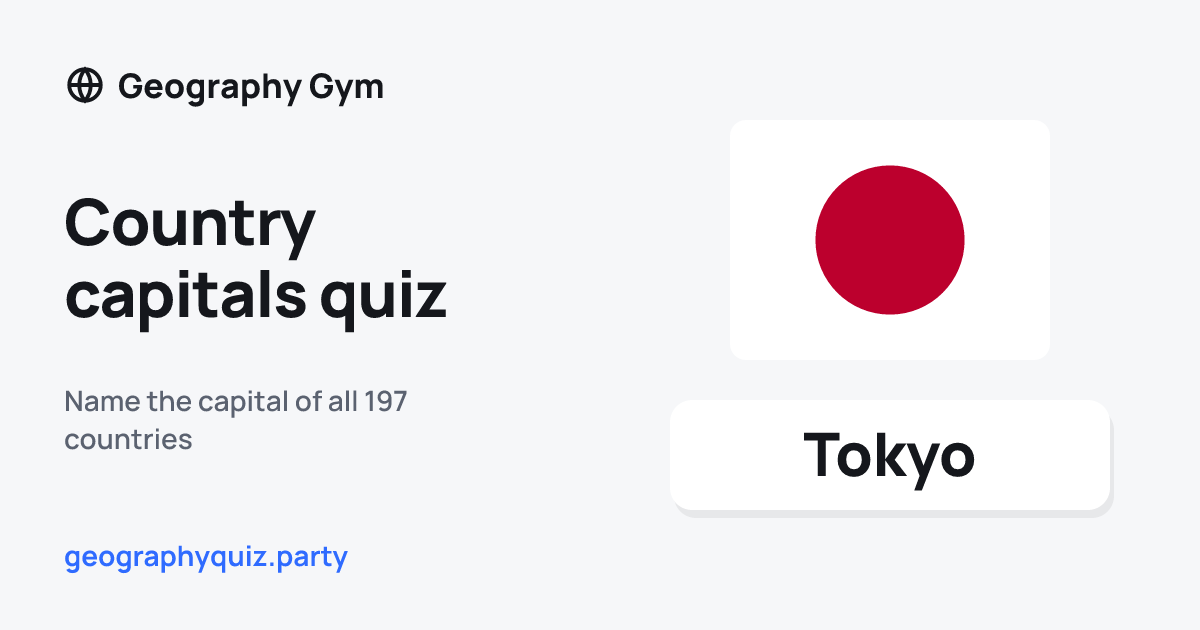 Geography Gym
Country
capitals quiz
Name the capital of all 197
countries
geographyquiz.party
Tokyo